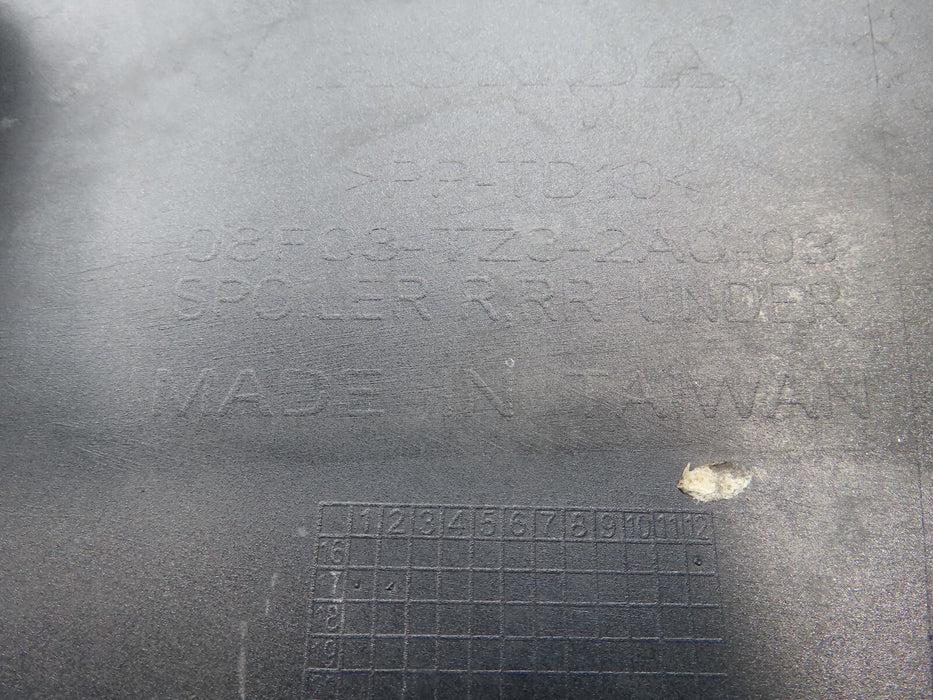 >PP-TD10<
08F03-TZ3-2A0-03
SPOILER R,RR UNDER
MADE IN TAIWAN
1 2 3 4 5 6 7 8 9 10 11 12
16
17
18
19